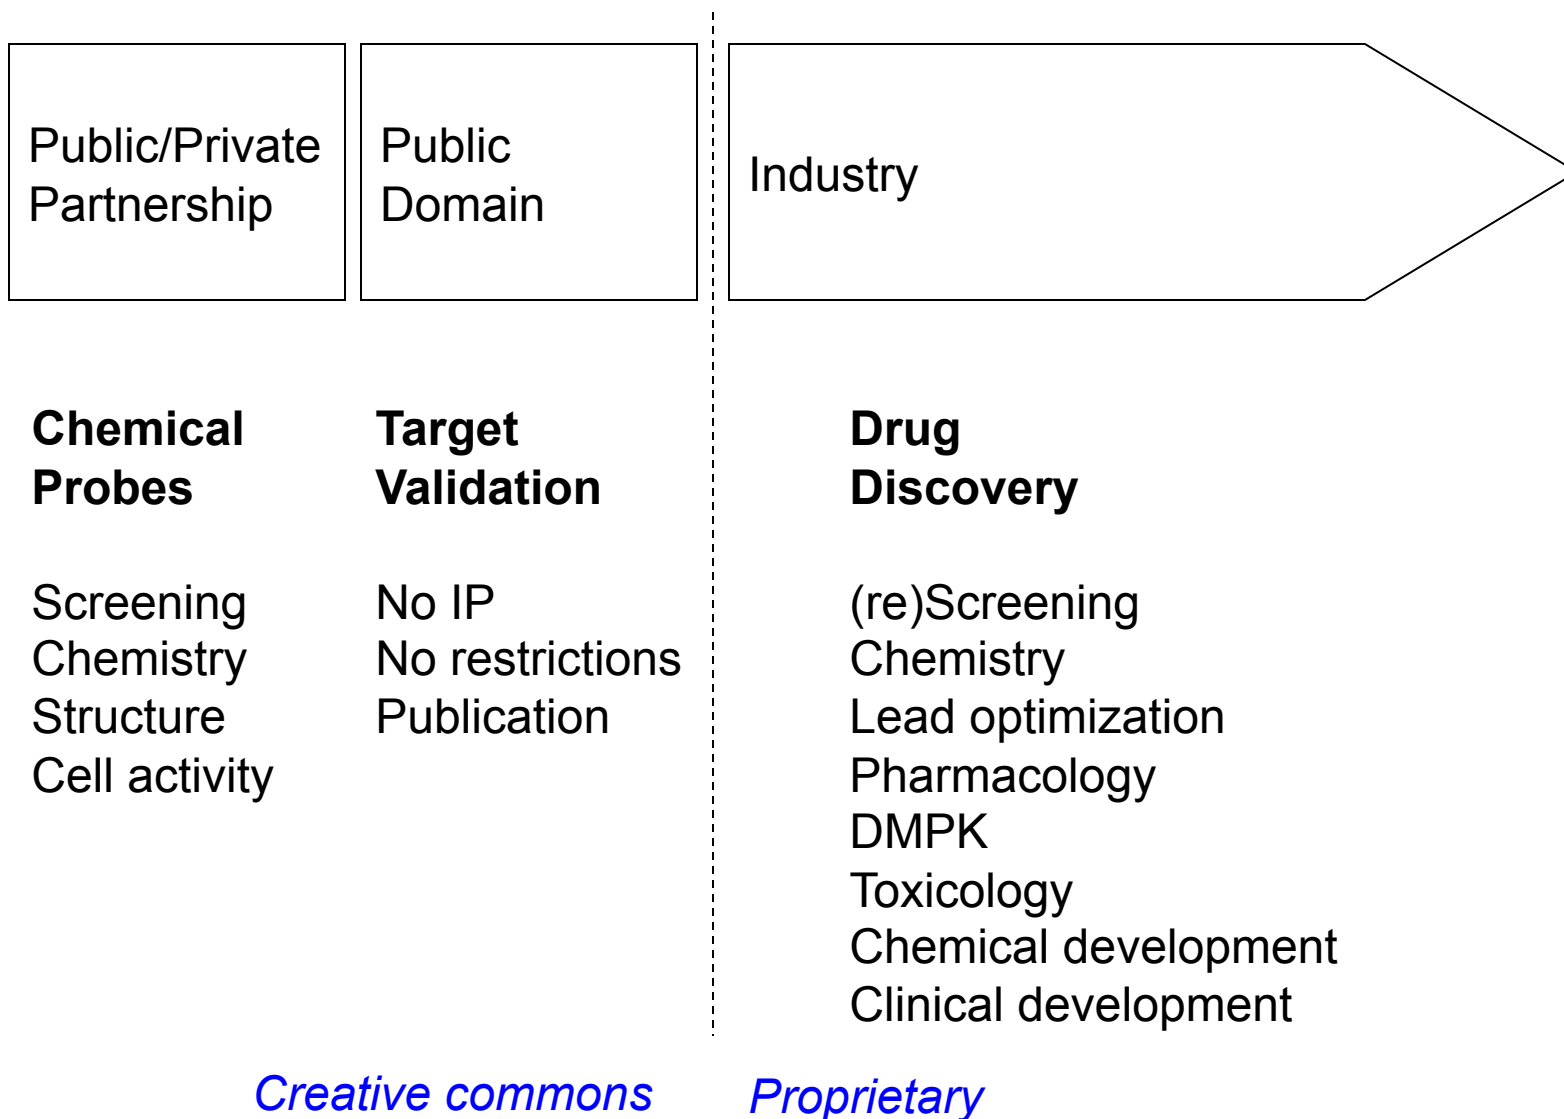 Public/Private
Partnership
Public
Domain
Industry
Chemical
Probes
Screening
Chemistry
Structure
Cell activity
Target
Validation
No IP
No restrictions
Publication
Drug
Discovery
(re)Screening
Chemistry
Lead optimization
Pharmacology
DMPK
Toxicology
Chemical development
Clinical development
Creative commons
Proprietary